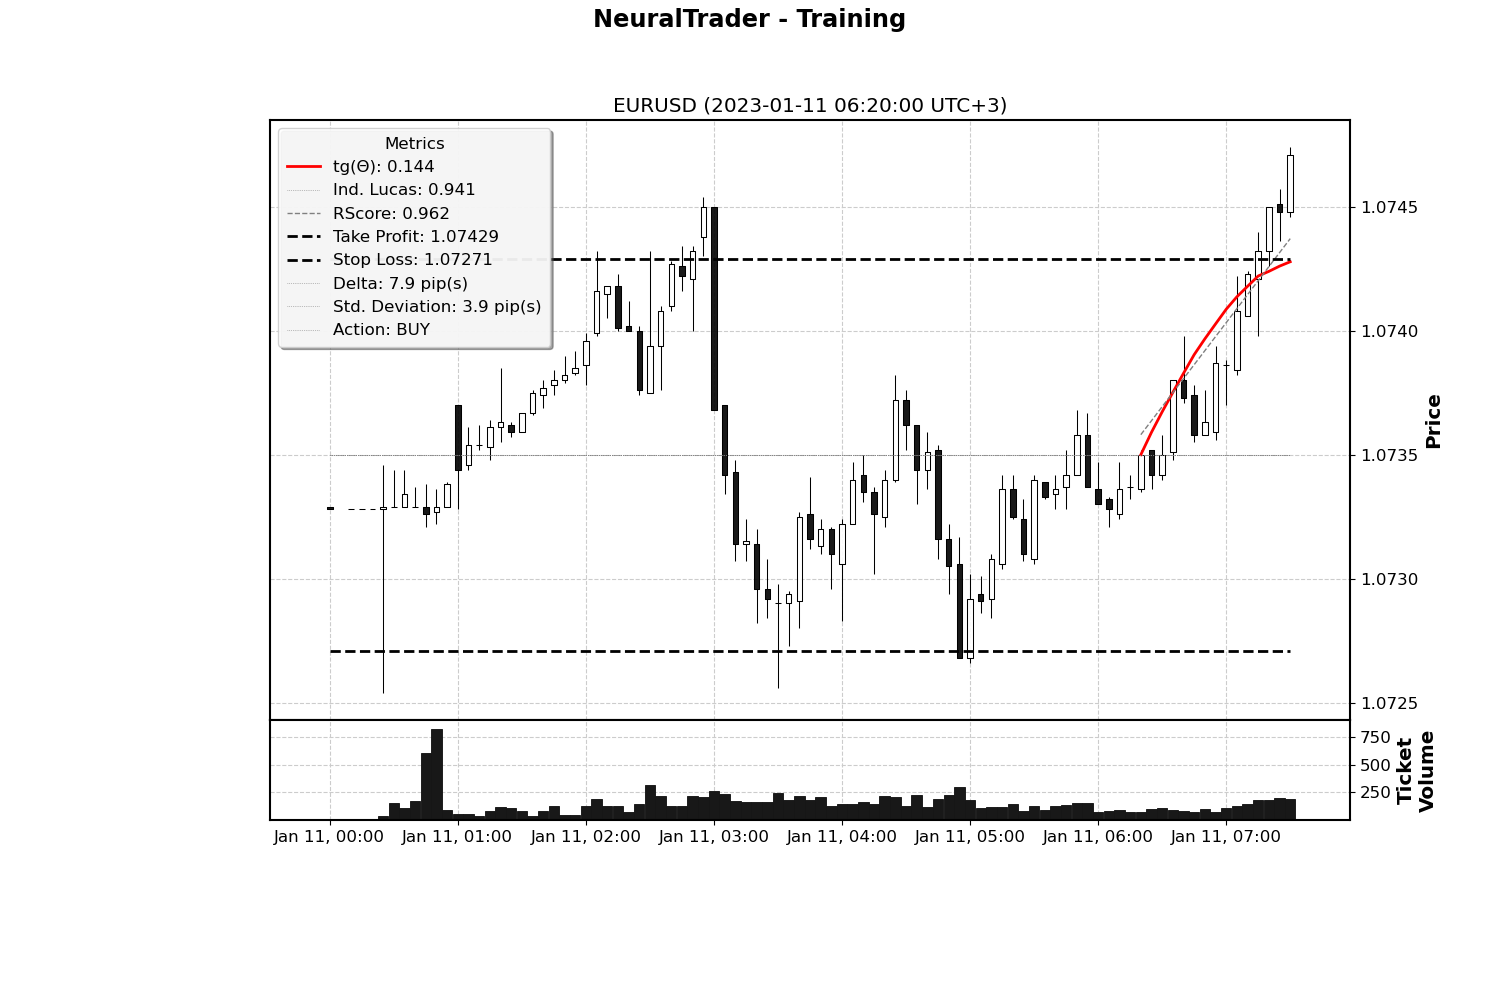 NeuralTrader - Training
EURUSD (2023-01-11 06:20:00 UTC+3)
Metrics
tg(Θ): 0.144
Ind. Lucas: 0.941
RScore: 0.962
Take Profit: 1.07429
Stop Loss: 1.07271
Delta: 7.9 pip(s)
Std. Deviation: 3.9 pip(s)
Action: BUY
1.0745
1.0740
1.0735
1.0730
1.0725
Price
750
500
250
Ticket
Volume
Jan 11, 00:00 Jan 11, 01:00 Jan 11, 02:00 Jan 11, 03:00 Jan 11, 04:00 Jan 11, 05:00 Jan 11, 06:00 Jan 11, 07:00